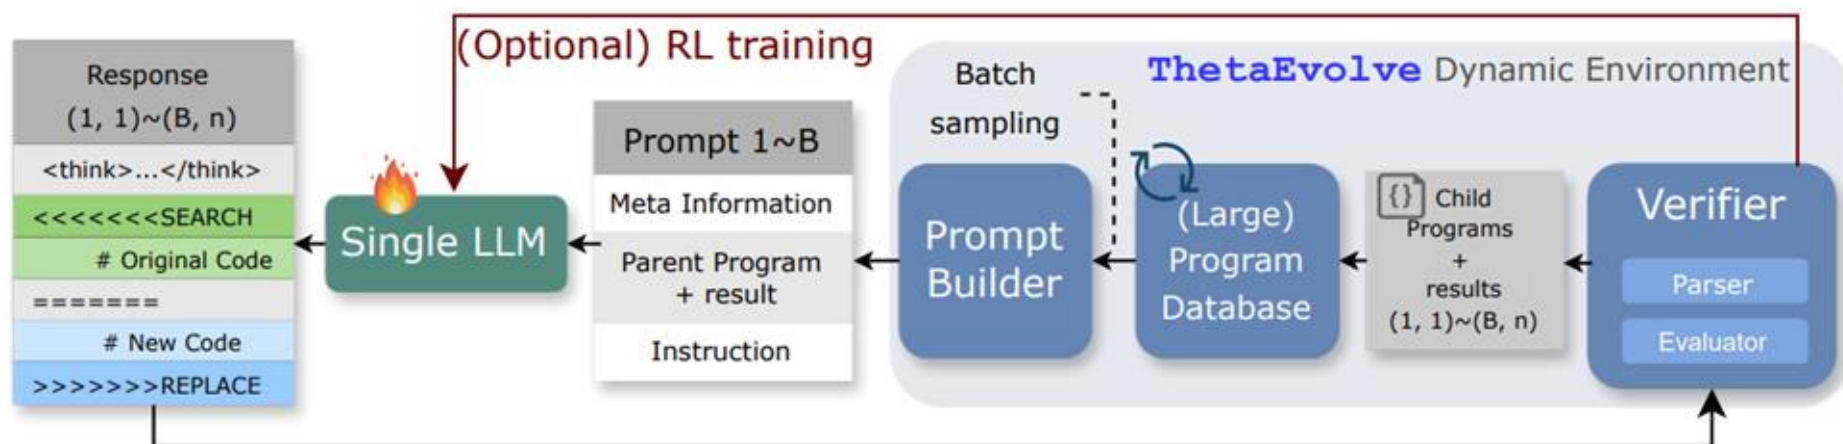 Response
(1, 1)~(B, n)
<think>...</think>
<<<<<<<SEARCH
# Original Code
=======
# New Code
>>>>>>>REPLACE
(Optional) RL training
Single LLM
Prompt 1~B
Meta Information
Parent Program
+ result
Instruction
ThetaEvolve Dynamic Environment
Batch
sampling
Prompt
Builder
(Large)
Program
Database
{} Child
Programs
+
results
(1, 1)~(B, n)
Verifier
Parser
Evaluator